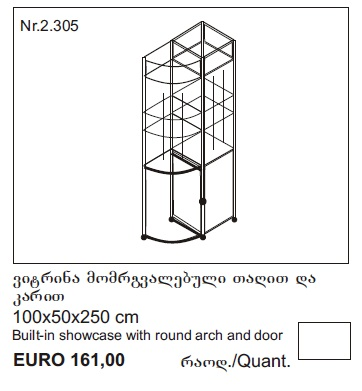 Nr.2.305
ვიტრინა მომრგვალებული თაღით და
კარით
100x50x250 cm
Built-in showcase with round arch and door
EURO 161,00
რაოდ./Quant.